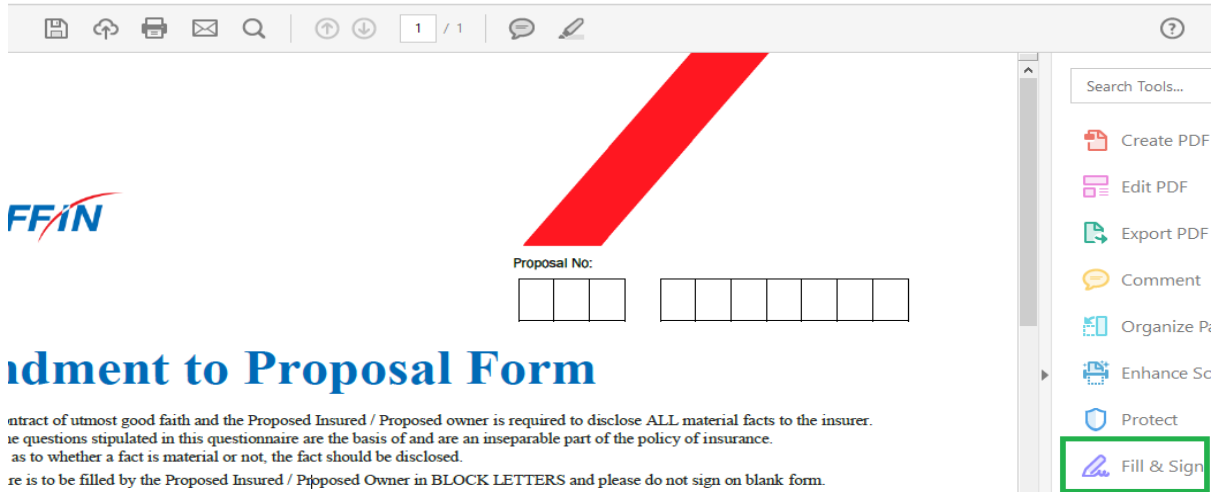 1 / 1
Search Tools...
Create PDF
Edit PDF
FFIN
Export PDF
Proposal No:
Comment
Organize Pa
ndment to Proposal Form
Enhance Sc
ntract of utmost good faith and the Proposed Insured / Proposed owner is required to disclose ALL material facts to the insurer.
Protect
ne questions stipulated in this questionnaire are the basis of and are an inseparable part of the policy of insurance.
as to whether a fact is material or not, the fact should be disclosed.
Fill & Sign
re is to be filled by the Proposed Insured / Proposed Owner in BLOCK LETTERS and please do not sign on blank form.